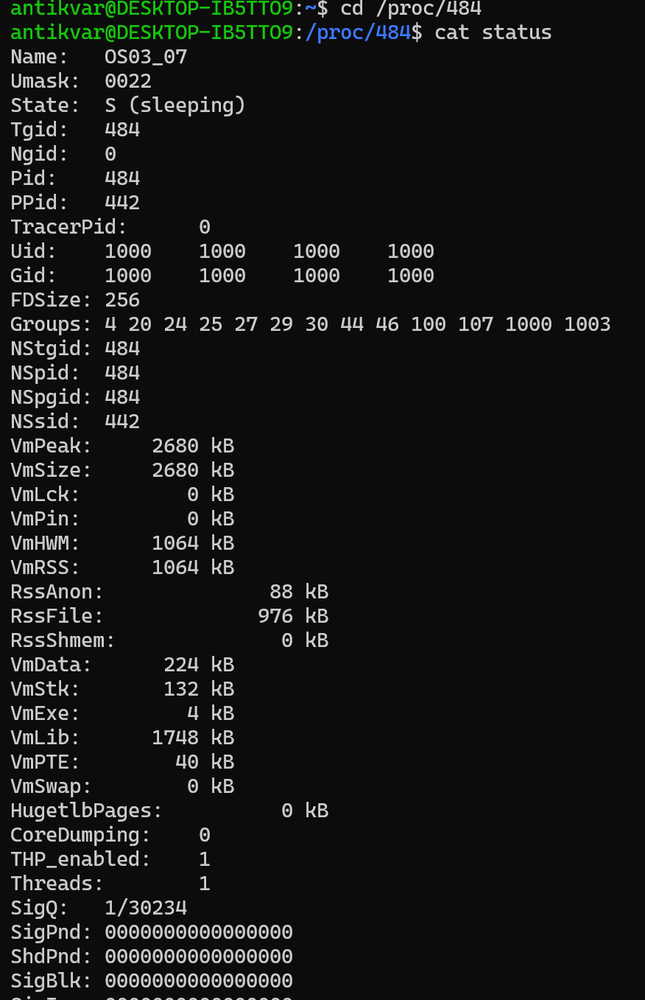 antikvar@DESKTOP-IB5TTO9:~$ cd /proc/484
antikvar@DESKTOP-IB5TTO9:/proc/484$ cat status
Name:   OS03_07
Umask:  0022
State:  S (sleeping)
Tgid:   484
Ngid:   0
Pid:    484
PPid:   442
TracerPid:      0
Uid:    1000    1000    1000    1000
Gid:    1000    1000    1000    1000
FDSize: 256
Groups: 4 20 24 25 27 29 30 44 46 100 107 1000 1003
NStgid: 484
NSpid:  484
NSpgid: 484
NSsid:  442
VmPeak:     2680 kB
VmSize:     2680 kB
VmLck:         0 kB
VmPin:         0 kB
VmHWM:      1064 kB
VmRSS:      1064 kB
RssAnon:              88 kB
RssFile:             976 kB
RssShmem:              0 kB
VmData:      224 kB
VmStk:       132 kB
VmExe:         4 kB
VmLib:      1748 kB
VmPTE:        40 kB
VmSwap:        0 kB
HugetlbPages:          0 kB
CoreDumping:    0
THP_enabled:    1
Threads:        1
SigQ:   1/30234
SigPnd: 0000000000000000
ShdPnd: 0000000000000000
SigBlk: 0000000000000000